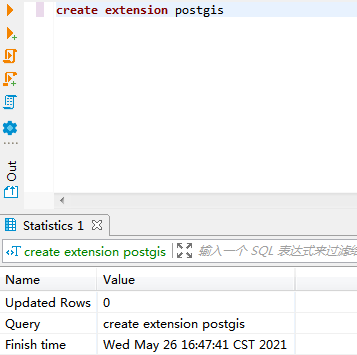 create extension postgis
Out
Statistics 1
T create extension postgis 输入一个 SQL 表达式来过滤
Name Value
Updated Rows 0
Query create extension postgis
Finish time Wed May 26 16:47:41 CST 2021